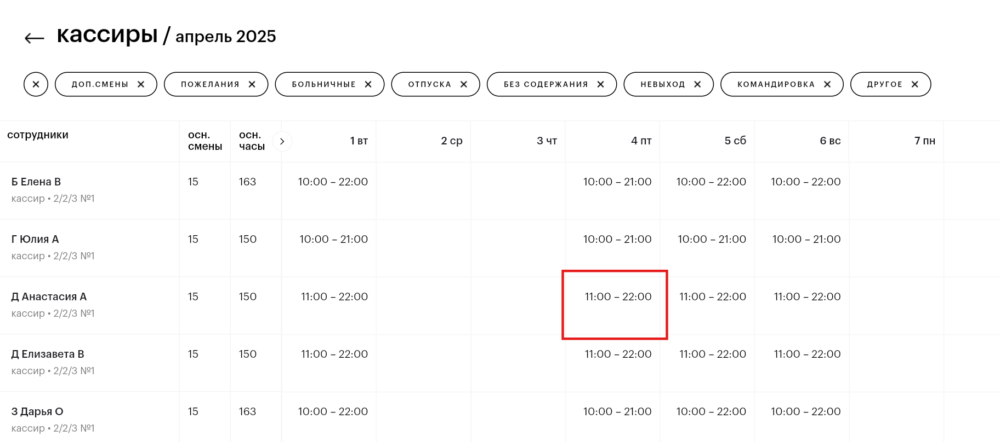 кассиры / апрель 2025
ДОП.СМЕНЫ ПОЖЕЛАНИЯ БОЛЬНИЧНЫЕ ОТПУСКА БЕЗ СОДЕРЖАНИЯ НЕВЫХОД КОМАНДИРОВКА ДРУГОЕ
сотрудники осн. смены осн. часы 1 вт 2 ср 3 чт 4 пт 5 сб 6 вс 7 пн
Б Елена В 15 163 10:00 – 22:00 10:00 – 21:00 10:00 – 22:00 10:00 – 22:00
кассир • 2/2/3 №1
Г Юлия А 15 150 10:00 – 21:00 10:00 – 21:00 10:00 – 21:00 10:00 – 21:00
кассир • 2/2/3 №1
Д Анастасия А 15 150 11:00 – 22:00 11:00 – 22:00 11:00 – 22:00 11:00 – 22:00
кассир • 2/2/3 №1
Д Елизавета В 15 150 11:00 – 22:00 11:00 – 22:00 11:00 – 22:00 11:00 – 22:00
кассир • 2/2/3 №1
З Дарья О 15 163 10:00 – 22:00 10:00 – 21:00 10:00 – 22:00 10:00 – 22:00
кассир • 2/2/3 №1